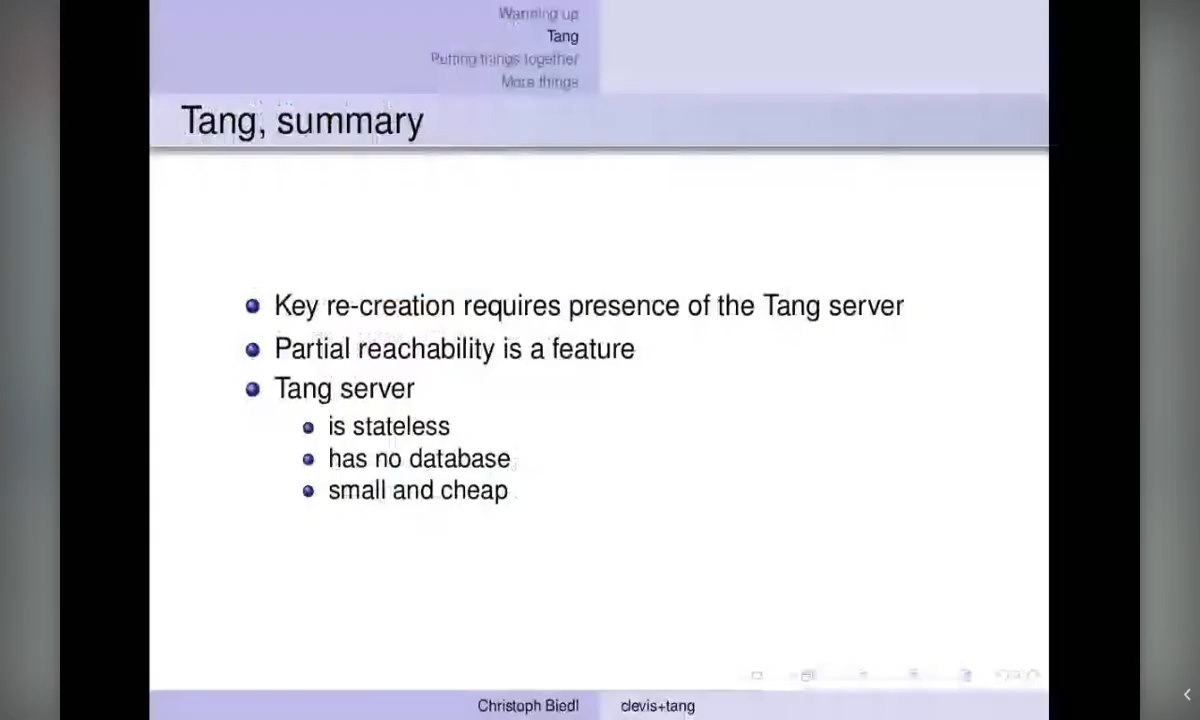 Warming up
Tang
Putting things together
More things
Tang, summary
Key re-creation requires presence of the Tang server
Partial reachability is a feature
Tang server
is stateless
has no database
small and cheap
Christoph Biedl clevis+tang